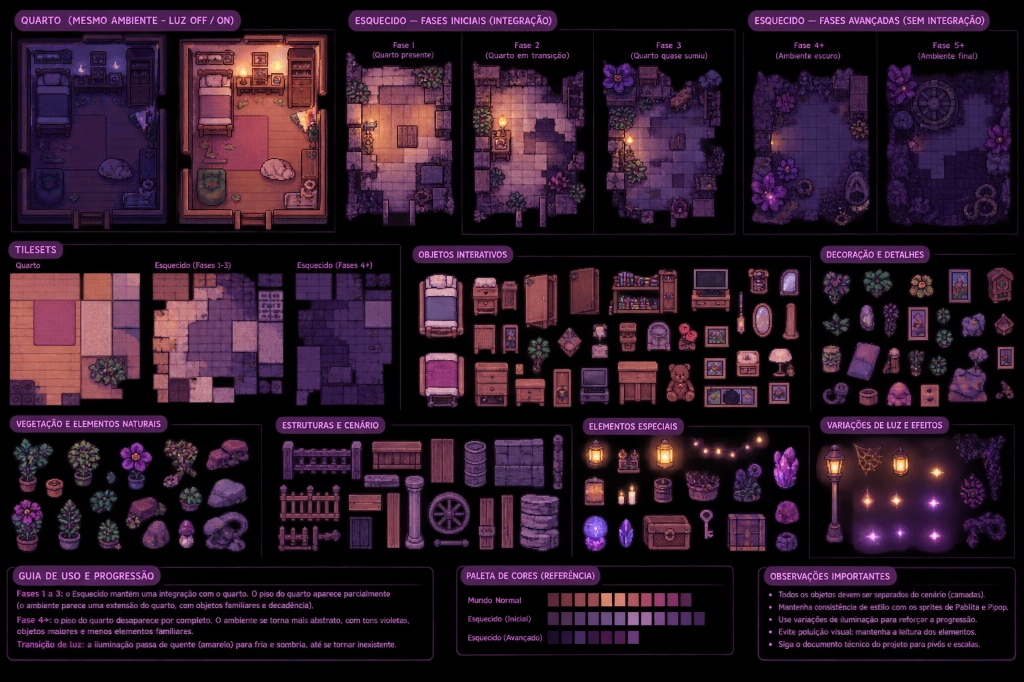 QUARTO (MESMO AMBIENTE - LUZ OFF / ON)
ESQUECIDO — FASES INICIAIS (INTEGRAÇÃO)
Fase 1
(Quarto presente)
Fase 2
(Quarto em transição)
Fase 3
(Quarto quase sumiu)
ESQUECIDO — FASES AVANÇADAS (SEM INTEGRAÇÃO)
Fase 4+
(Ambiente escuro)
Fase 5+
(Ambiente final)
TILESETS
Quarto
Esquecido (Fases 1-3)
Esquecido (Fases 4+)
OBJETOS INTERATIVOS
DECORAÇÃO E DETALHES
VEGETAÇÃO E ELEMENTOS NATURAIS
ESTRUTURAS E CENÁRIO
ELEMENTOS ESPECIAIS
VARIAÇÕES DE LUZ E EFEITOS
GUIA DE USO E PROGRESSÃO
Fases 1 a 3: o Esquecido mantém uma integração com o quarto. O piso do quarto aparece parcialmente
(o ambiente parece uma extensão do quarto, com objetos familiares e decadência).
Fase 4+: o piso do quarto desaparece por completo. O ambiente se torna mais abstrato, com tons violetas,
objetos maiores e menos elementos familiares.
Transição de luz: a iluminação passa de quente (amarelo) para fria e sombria, até se tornar inexistente.
PALETA DE CORES (REFERÊNCIA)
Mundo Normal
Esquecido (Inicial)
Esquecido (Avançado)
OBSERVAÇÕES IMPORTANTES
• Todos os objetos devem ser separados do cenário (camadas).
• Mantenha consistência de estilo com os sprites de Pablita e Pipop.
• Use variações de iluminação para reforçar a progressão.
• Evite poluição visual: mantenha a leitura dos elementos.
• Siga o documento técnico do projeto para pivôs e escalas.